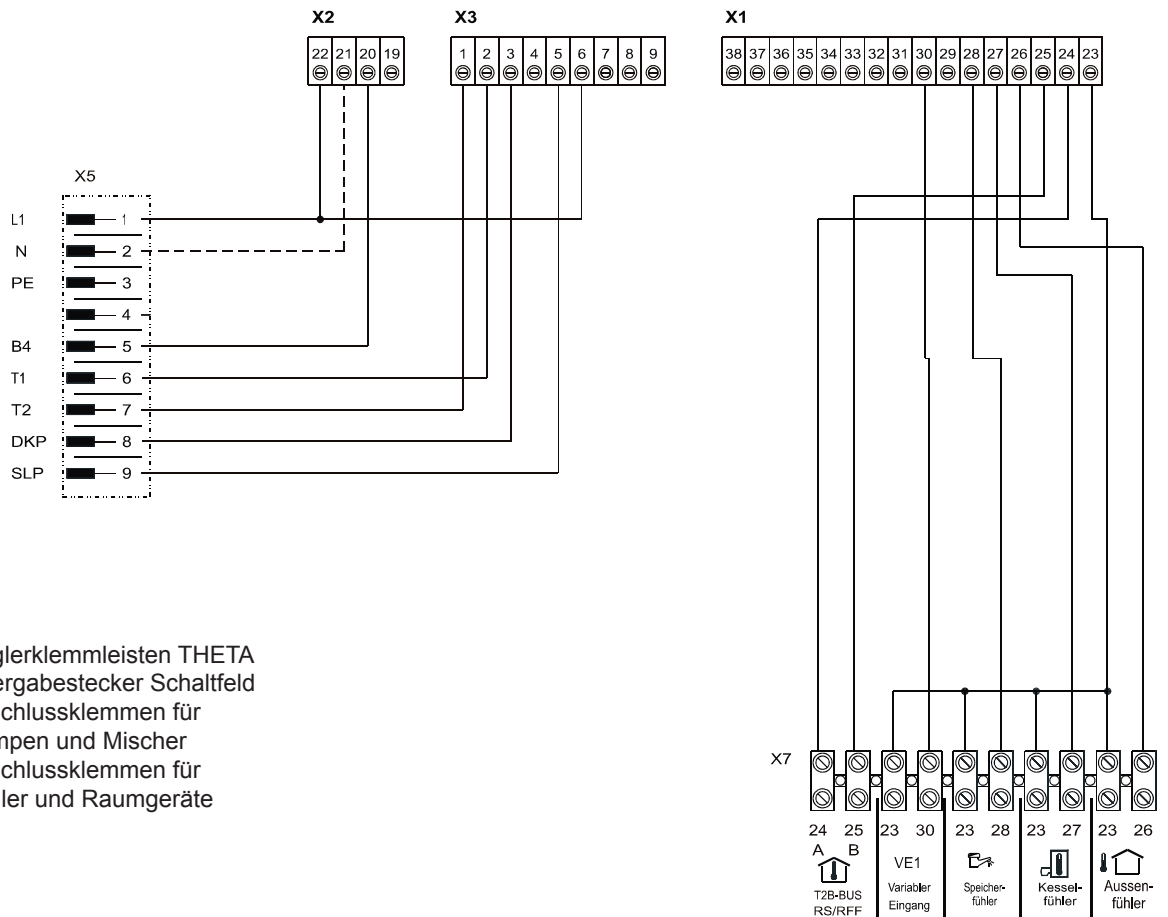 X2 X3 X1
22 21 20 19
1 2 3 4 5 6 7 8 9
38 37 36 35 34 33 32 31 30 29 28 27 26 25 24 23
X5
L1 1
N 2
PE 3
4
B4 5
T1 6
T2 7
DKP 8
SLP 9
glerklemmleisten THETA
ergabestecker Schaltfeld
chlussklemmen für
mpen und Mischer
chlussklemmen für
ler und Raumgeräte
X7
24 25 23 30 23 28 23 27 23 26
A B
T2B-BUS
RS/RFF
VE1
Variabler
Eingang
Speicher-
fühler
Kessel-
fühler
Aussen-
fühler